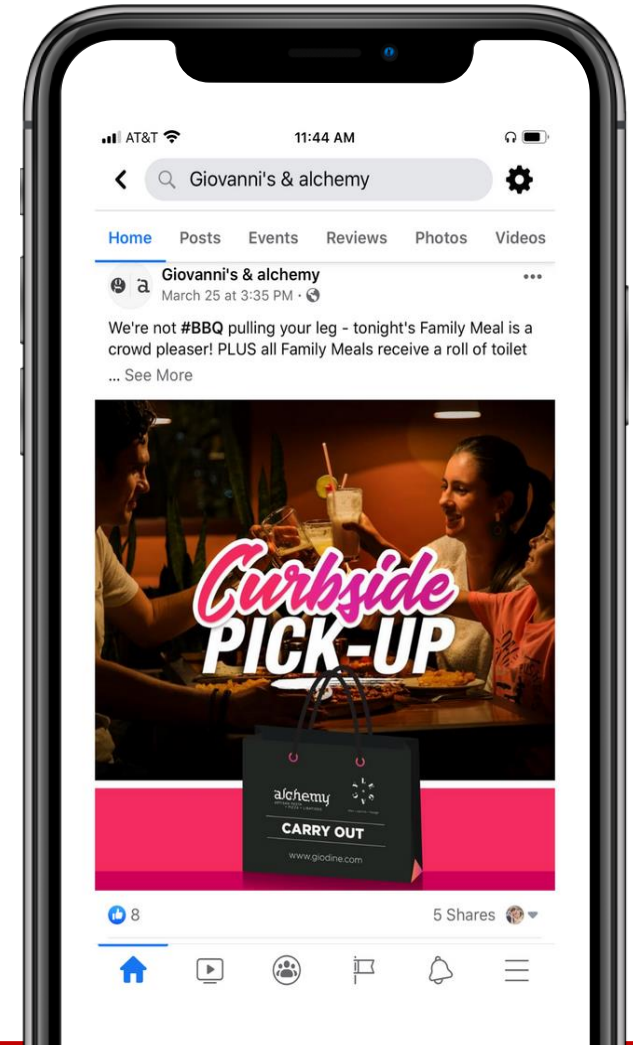 AT&T
11:44 AM
Giovanni's & alchemy
Home Posts Events Reviews Photos Videos
Giovanni's & alchemy
March 25 at 3:35 PM ·
We're not #BBQ pulling your leg - tonight's Family Meal is a
crowd pleaser! PLUS all Family Meals receive a roll of toilet
... See More
Curbside
PICK-UP
alchemy
CARRY OUT
www.giodine.com
8
5 Shares